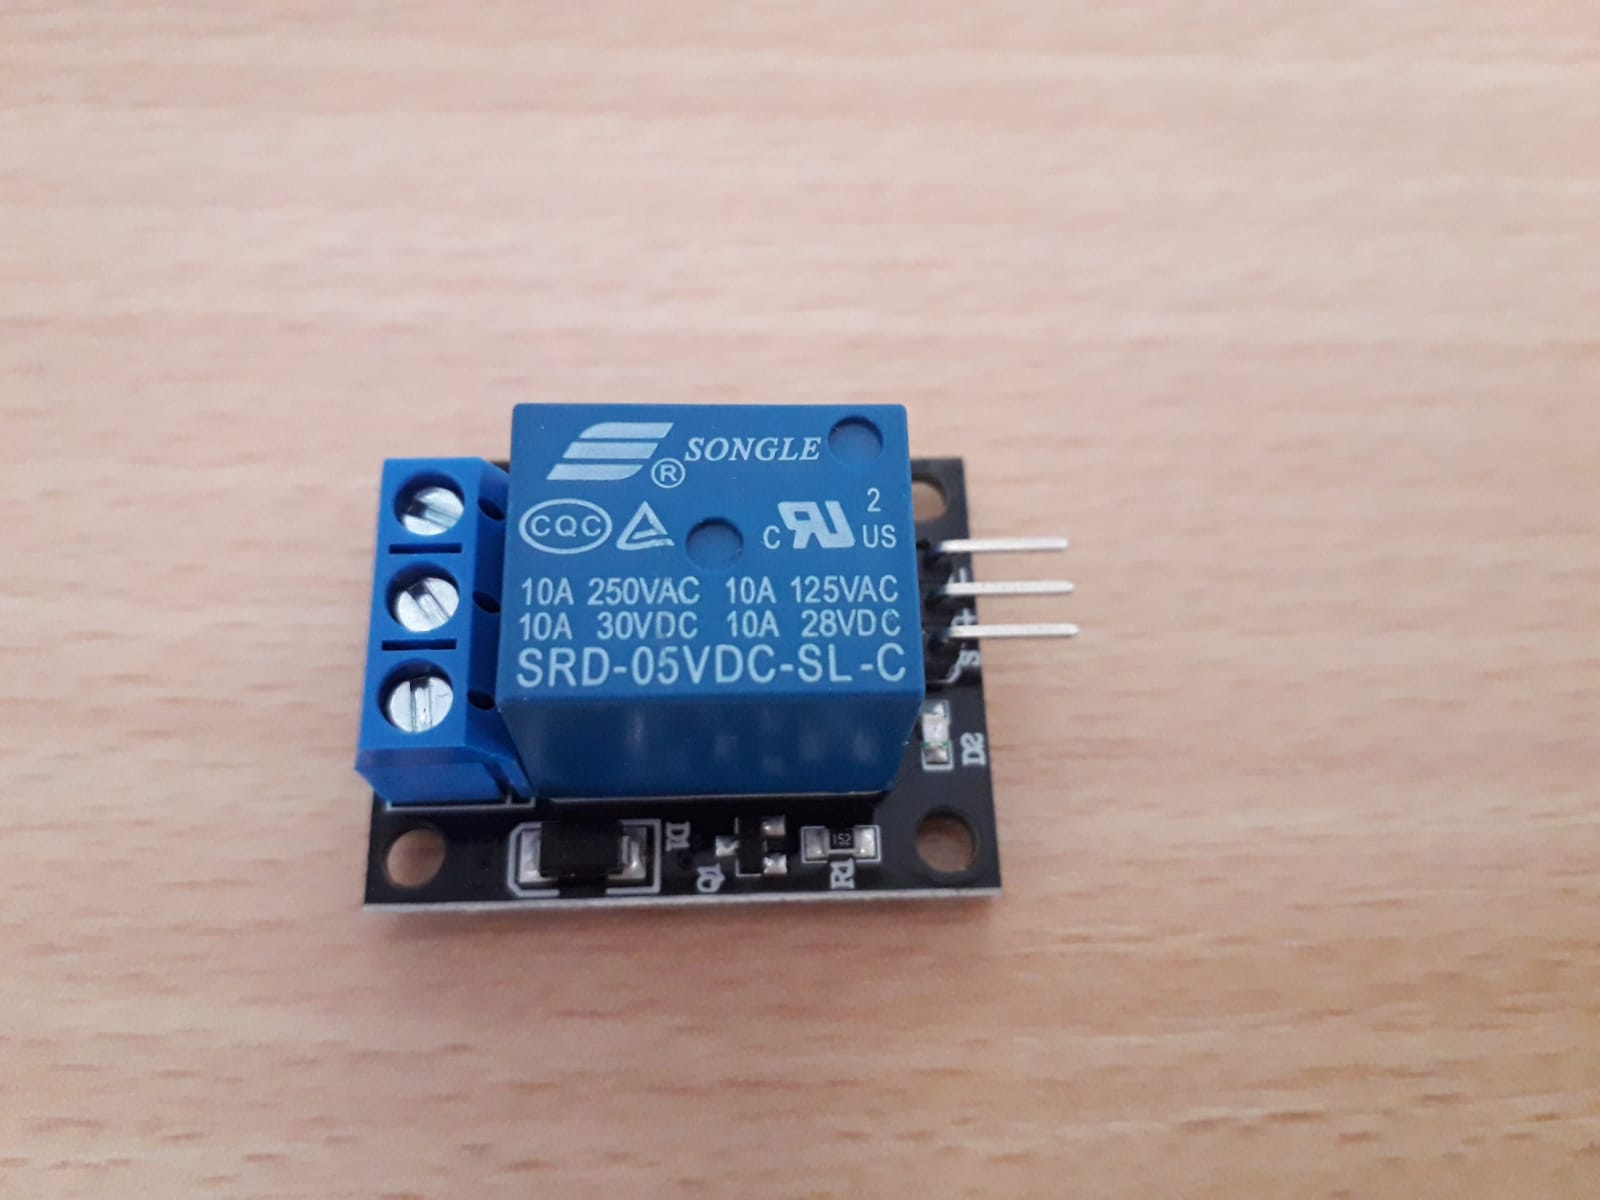 ® SONGLE
CQC C RU US 2
10A 250VAC 10A 125VAC
10A 30VDC 10A 28VDC
SRD-05VDC-SL-C
-
+
S
D2
D1
Q1
152
R1